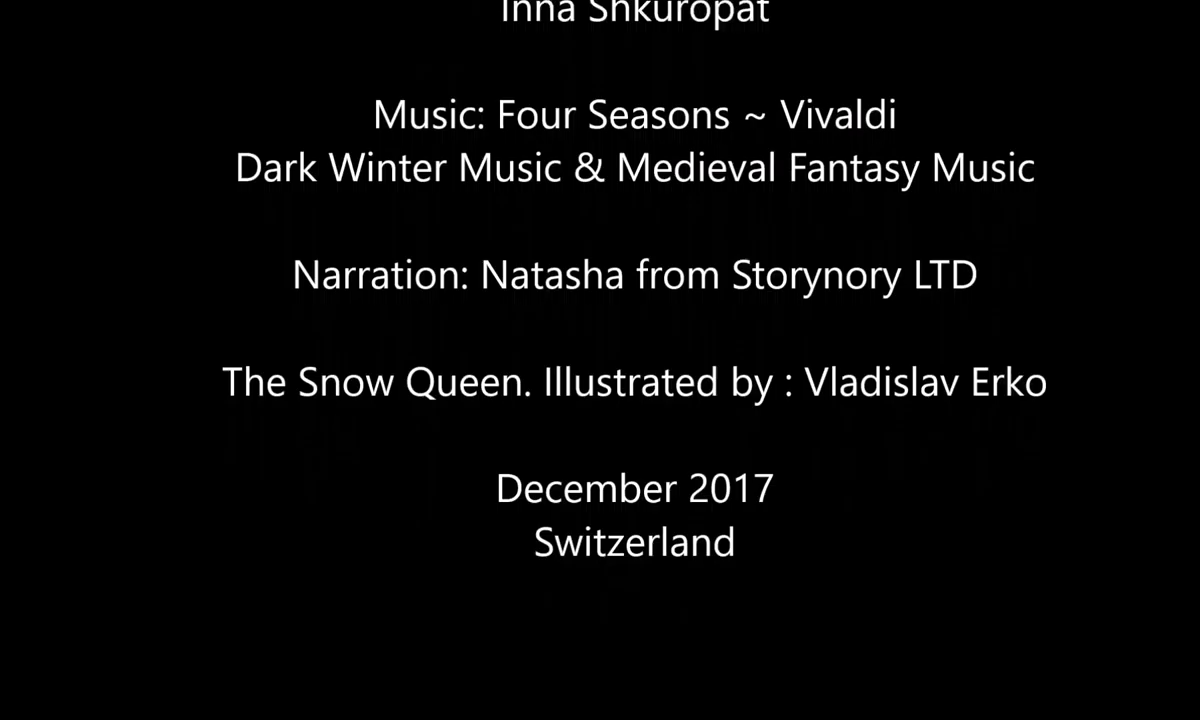 Inna Shkuropat
Music: Four Seasons ~ Vivaldi
Dark Winter Music & Medieval Fantasy Music
Narration: Natasha from Storynory LTD
The Snow Queen. Illustrated by : Vladislav Erko
December 2017
Switzerland